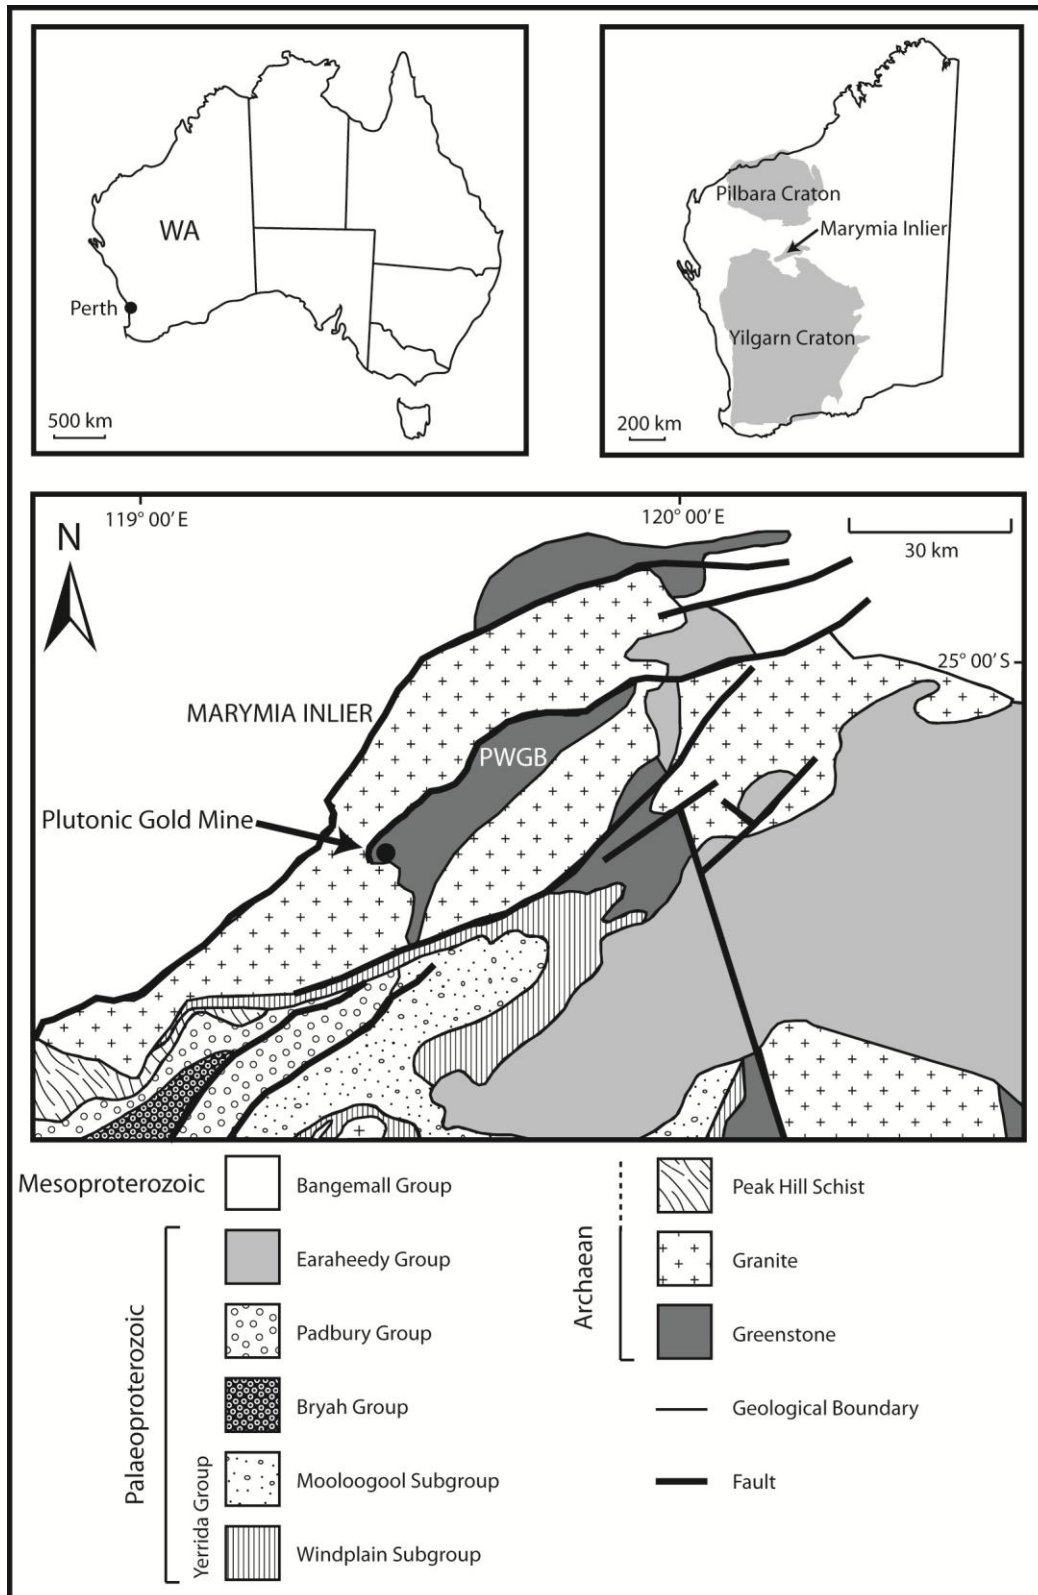 WA
Perth
500 km
Pilbara Craton
Marymia Inlier
Yilgarn Craton
200 km
119° 00' E
120° 00' E
N
30 km
25° 00' S
MARYMIA INLIER
PWGB
Plutonic Gold Mine
Mesoproterozoic
Bangemall Group
Palaeoproterozoic
Earaheedy Group
Padbury Group
Bryah Group
Yerrida Group
Mooloogool Subgroup
Windplain Subgroup
Archaean
Peak Hill Schist
Granite
Greenstone
Geological Boundary
Fault